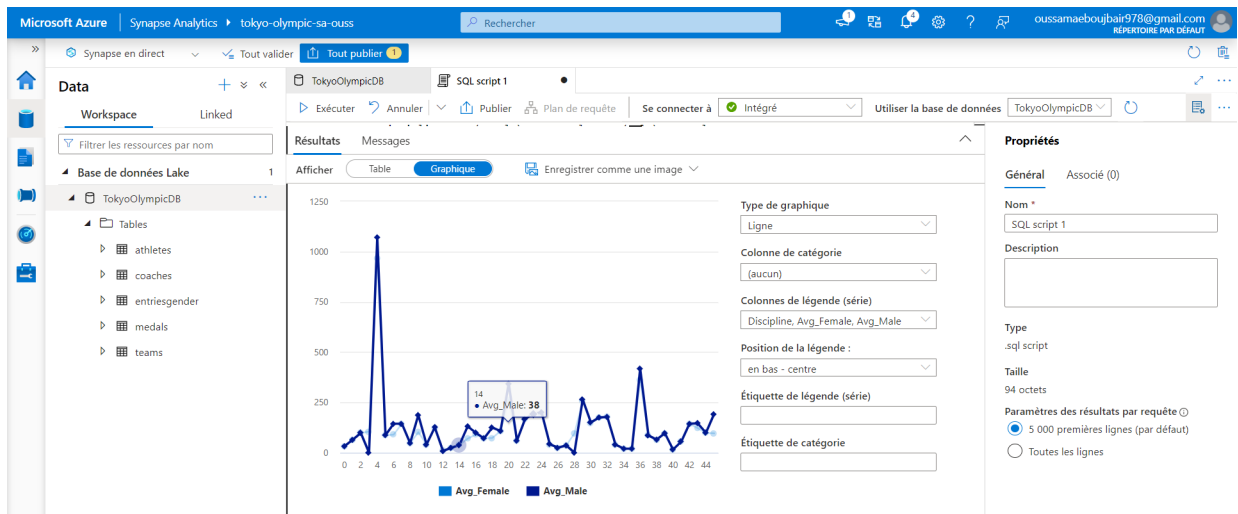 Microsoft Azure | Synapse Analytics ▸ tokyo-olympic-sa-ouss
Rechercher
1
4
oussamaeboujbair978@gmail.com
RÉPERTOIRE PAR DÉFAUT
Synapse en direct
Tout valider
Tout publier 1
Data
Workspace
Linked
Filtrer les ressources par nom
Base de données Lake 1
TokyoOlympicDB
Tables
athletes
coaches
entriesgender
medals
teams
TokyoOlympicDB
SQL script 1
Exécuter
Annuler
Publier
Plan de requête
Se connecter à
Intégré
Utiliser la base de données
TokyoOlympicDB
Résultats
Messages
Afficher
Table
Graphique
Enregistrer comme une image
1250
1000
750
500
250
0
14
Avg_Male: 38
0 2 4 6 8 10 12 14 16 18 20 22 24 26 28 30 32 34 36 38 40 42 44
Avg_Female
Avg_Male
Type de graphique
Ligne
Colonne de catégorie
(aucun)
Colonnes de légende (série)
Discipline, Avg_Female, Avg_Male
Position de la légende :
en bas - centre
Étiquette de légende (série)
Étiquette de catégorie
Propriétés
Général
Associé (0)
Nom *
SQL script 1
Description
Type
.sql script
Taille
94 octets
Paramètres des résultats par requête
5 000 premières lignes (par défaut)
Toutes les lignes